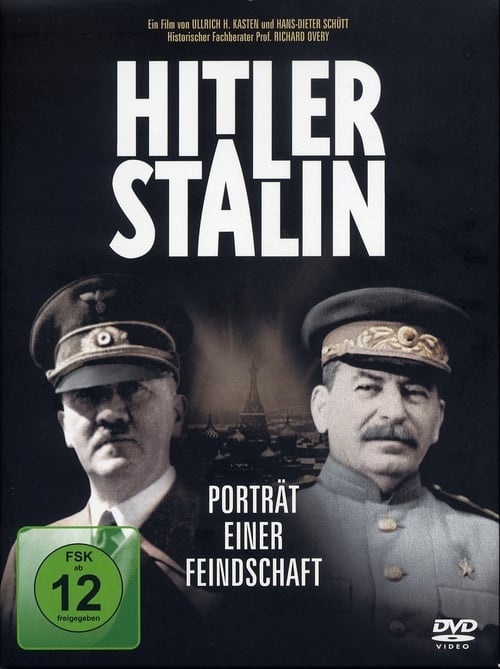 Ein Film von ULLRICH H. KASTEN und HANS-DIETER SCHÜTT
Historischer Fachberater Prof. RICHARD OVERY
HITLER
STALIN
PORTRÄT
EINER
FEINDSCHAFT
FSK
ab
12
freigegeben
DVD
VIDEO